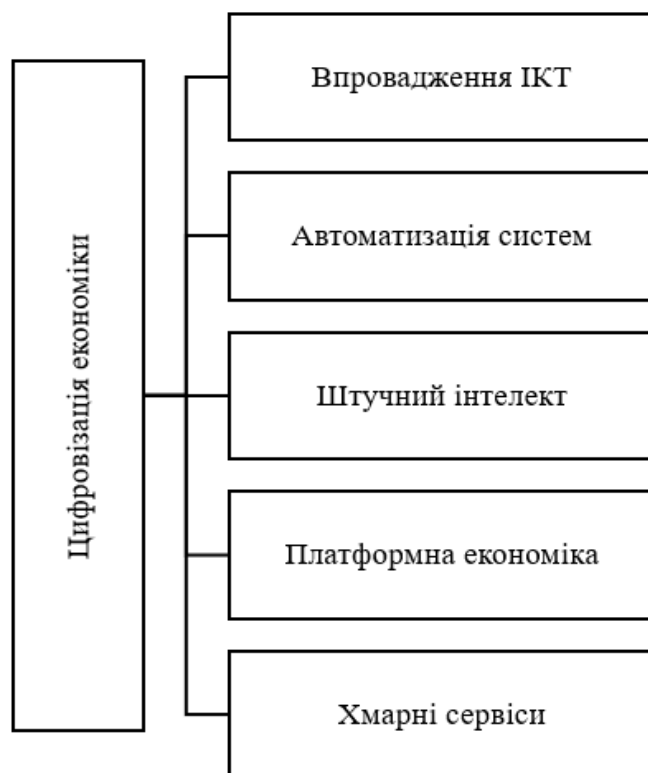 Цифровізація економіки
Впровадження ІКТ
Автоматизація систем
Штучний інтелект
Платформна економіка
Хмарні сервіси